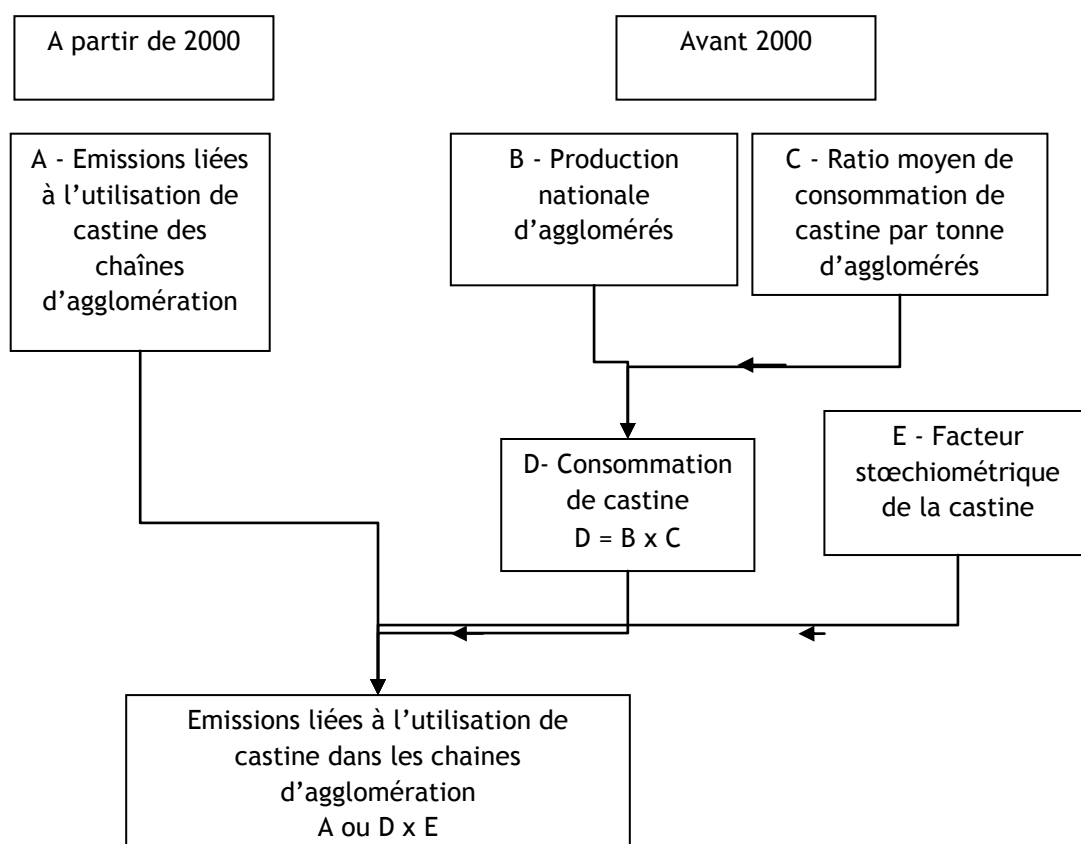 A partir de 2000
Avant 2000
A - Emissions liées
à l’utilisation de
castine des
chaînes
d’agglomération
B - Production
nationale
d’agglomérés
C - Ratio moyen de
consommation de
castine par tonne
d’agglomérés
D- Consommation
de castine
D = B x C
E - Facteur
stœchiométrique
de la castine
Emissions liées à l’utilisation de
castine dans les chaines
d’agglomération
A ou D x E